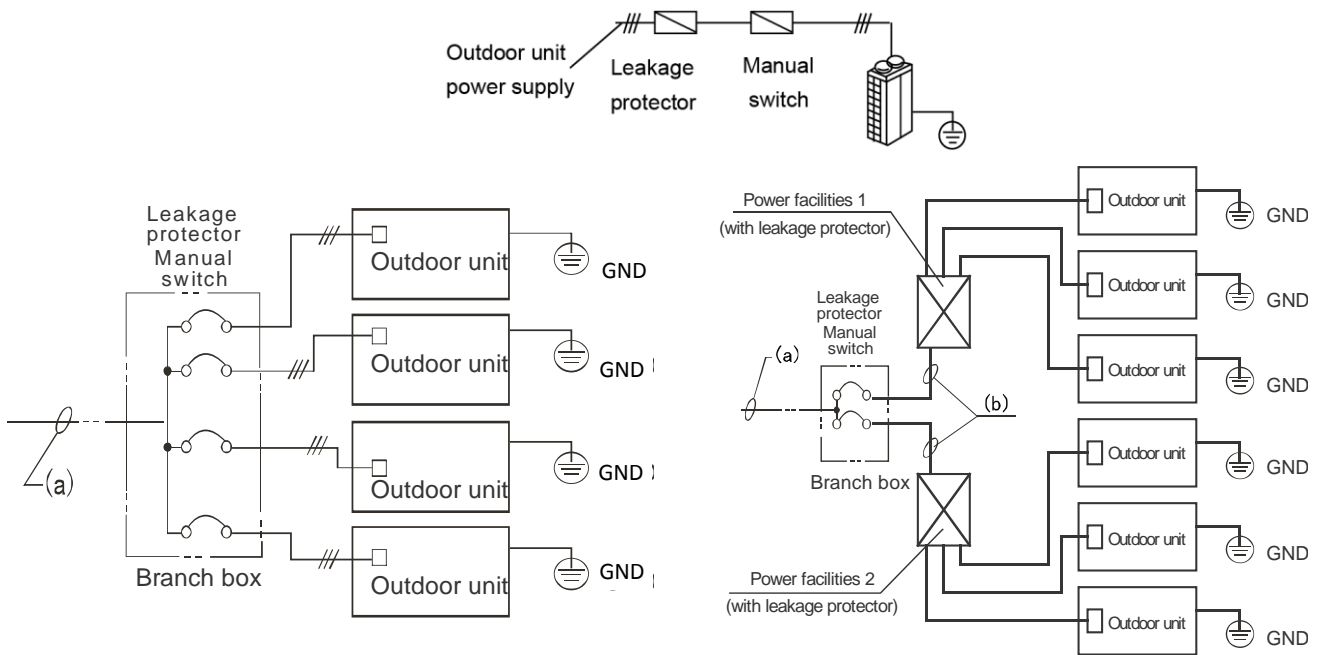 Outdoor unit
power supply
Leakage
protector
Manual
switch
Leakage
protector
Manual
switch
Outdoor unit
GND
Outdoor unit
GND
(a)
Outdoor unit
GND
Outdoor unit
GND
Branch box
Power facilities 1
(with leakage protector)
Outdoor unit
GND
Outdoor unit
GND
Leakage
protector
Manual
switch
Outdoor unit
GND
(a)
(b)
Branch box
Outdoor unit
GND
Outdoor unit
GND
Power facilities 2
(with leakage protector)
Outdoor unit
GND